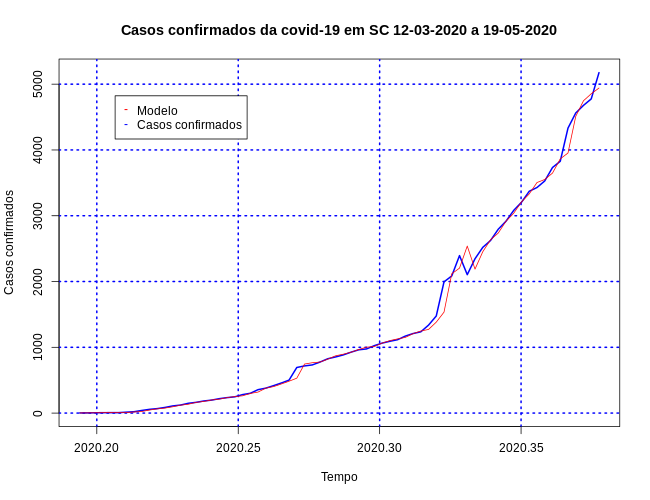 Casos confirmados da covid-19 em SC 12-03-2020 a 19-05-2020
Casos confirmados
5000
4000
3000
2000
1000
0
Modelo
Casos confirmados
2020.20
2020.25
2020.30
2020.35
Tempo